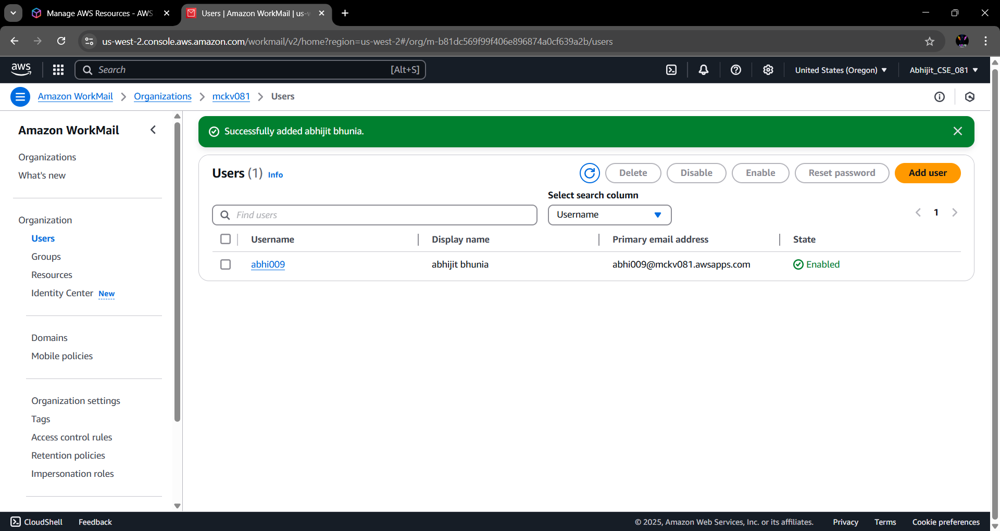 Manage AWS Resources - AWS
Users | Amazon WorkMail | us-w
us-west-2.console.aws.amazon.com/workmail/v2/home?region=us-west-2#/org/m-b81dc569f99f406e896874a0cf639a2b/users
aws
Search
[Alt+S]
United States (Oregon)
Abhijit_CSE_081
Amazon WorkMail
Organizations
mckv081
Users
Amazon WorkMail
Organizations
What's new
Organization
Users
Groups
Resources
Identity Center New
Domains
Mobile policies
Organization settings
Tags
Access control rules
Retention policies
Impersonation roles
Successfully added abhijit bhunia.
Users (1) Info
Delete
Disable
Enable
Reset password
Add user
Select search column
Find users
Username
1
Username
Display name
Primary email address
State
abhi009
abhijit bhunia
abhi009@mckv081.awsapps.com
Enabled
CloudShell
Feedback
© 2025, Amazon Web Services, Inc. or its affiliates.
Privacy
Terms
Cookie preferences